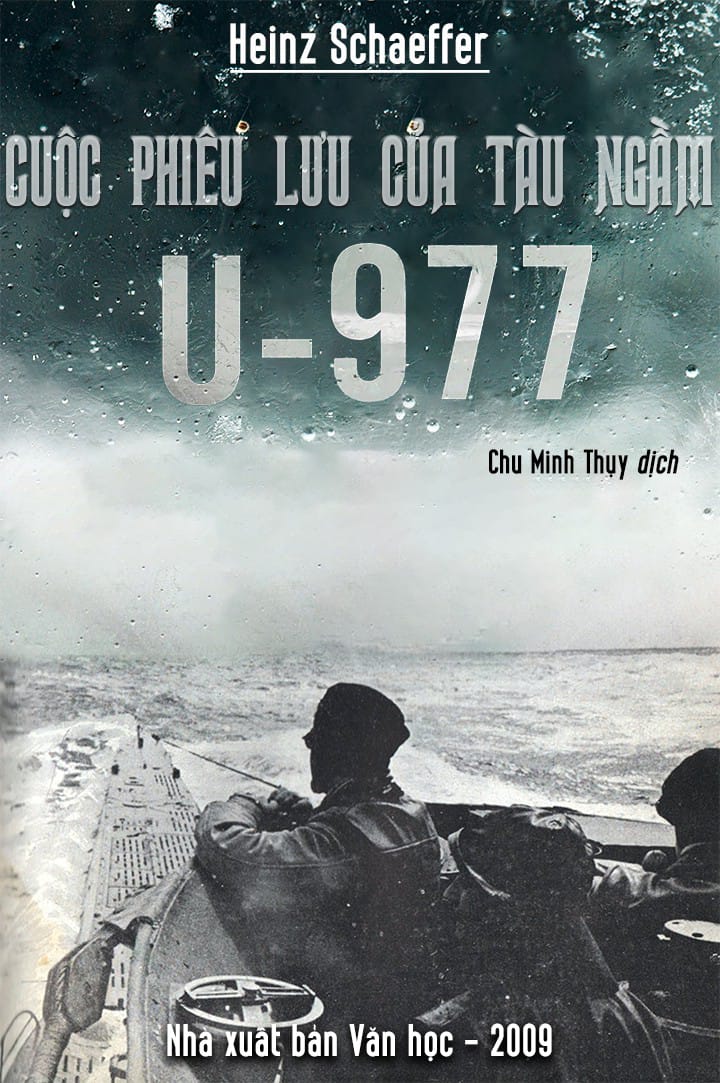 Heinz Schaeffer
CUỘC PHIÊU LƯU CỦA TÀU NGẦM
U-977
Chu Minh Thụy dịch
Nhà xuất bản Văn học - 2009